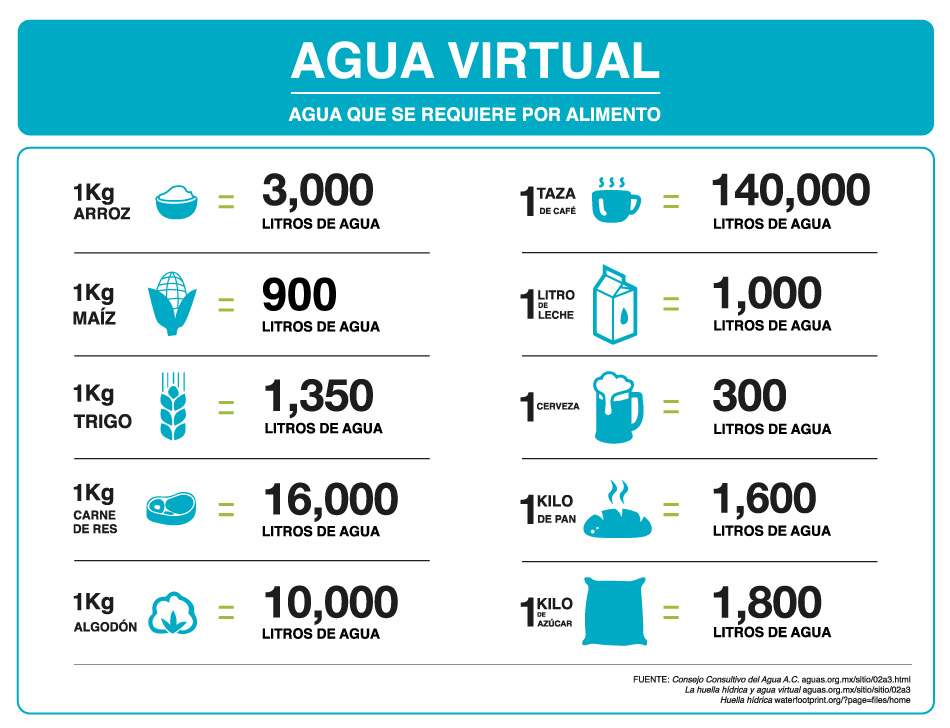 AGUA VIRTUAL
AGUA QUE SE REQUIERE POR ALIMENTO
1Kg
ARROZ
=
3,000
LITROS DE AGUA
1Kg
MAÍZ
=
900
LITROS DE AGUA
1Kg
TRIGO
=
1,350
LITROS DE AGUA
1Kg
CARNE
DE RES
=
16,000
LITROS DE AGUA
1Kg
ALGODÓN
=
10,000
LITROS DE AGUA
1 TAZA
DE CAFÉ
=
140,000
LITROS DE AGUA
1 LITRO
DE
LECHE
=
1,000
LITROS DE AGUA
1 CERVEZA
=
300
LITROS DE AGUA
1 KILO
DE PAN
=
1,600
LITROS DE AGUA
1 KILO
DE
AZÚCAR
=
1,800
LITROS DE AGUA
FUENTE: Consejo Consultivo del Agua A.C. aguas.org.mx/sitio/02a3.html
La huella hídrica y agua virtual aguas.org.mx/sitio/sitio/02a3
Huella hídrica waterfootprint.org/?page=files/home